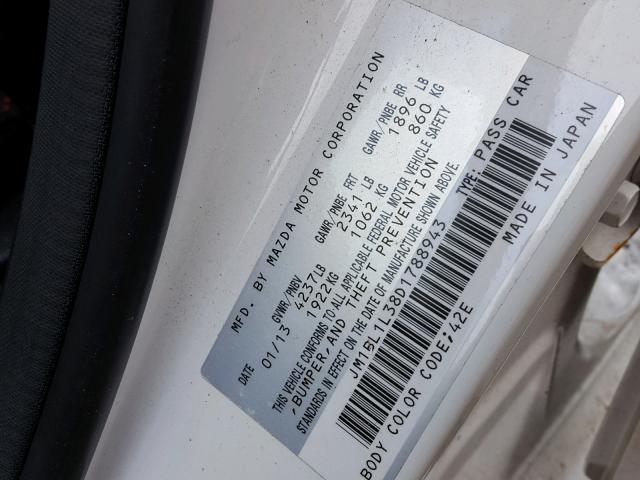 MFD. BY MAZDA MOTOR CORPORATION
DATE GVWR/PNBV GAWR/PNBE FRT GAWR/PNBE RR
01/13 4237LB 2341 LB 1896 LB
1922KG 1062 KG 860 KG
THIS VEHICLE CONFORMS TO ALL APPLICABLE FEDERAL MOTOR VEHICLE SAFETY
,BUMPER,AND THEFT PREVENTION
STANDARDS IN EFFECT ON THE DATE OF MANUFACTURE SHOWN ABOVE.
JM1BL1L3801788943 TYPE: PASS CAR
BODY COLOR CODE;42E MADE IN JAPAN